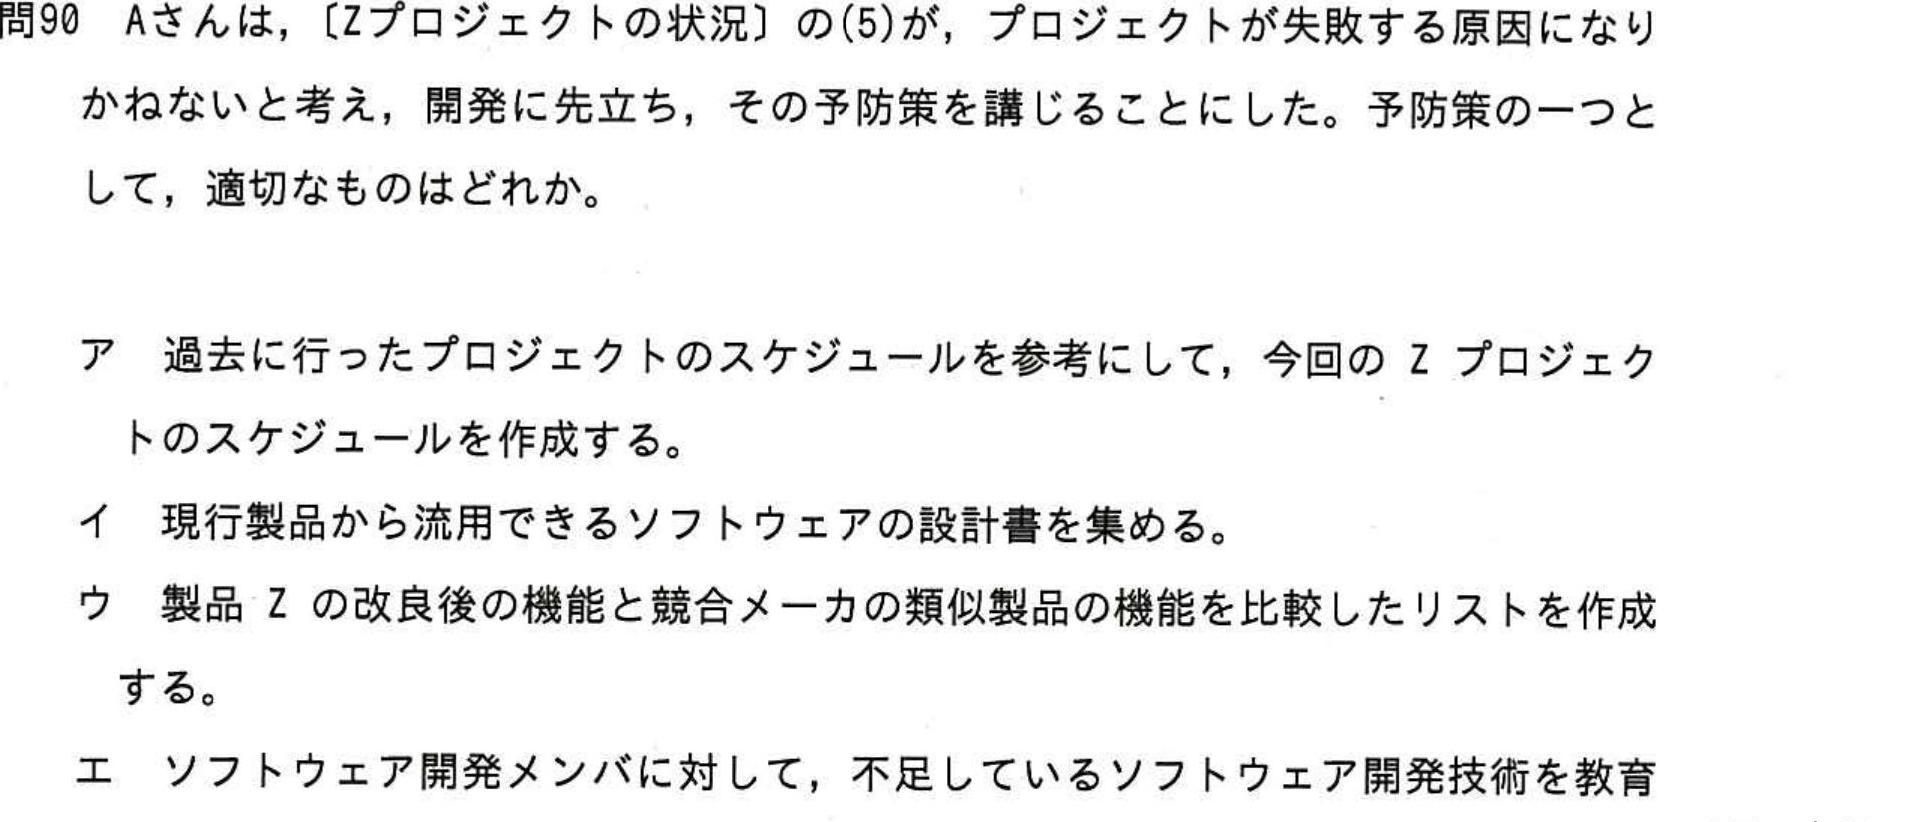 問90　Aさんは，〔Zプロジェクトの状況〕の(5)が，プロジェクトが失敗する原因になり
かねないと考え，開発に先立ち，その予防策を講じることにした。予防策の一つと
して，適切なものはどれか。
ア　過去に行ったプロジェクトのスケジュールを参考にして，今回の Z プロジェク
トのスケジュールを作成する。
イ　現行製品から流用できるソフトウェアの設計書を集める。
ウ　製品 Z の改良後の機能と競合メーカの類似製品の機能を比較したリストを作成
する。
エ　ソフトウェア開発メンバに対して，不足しているソフトウェア開発技術を教育